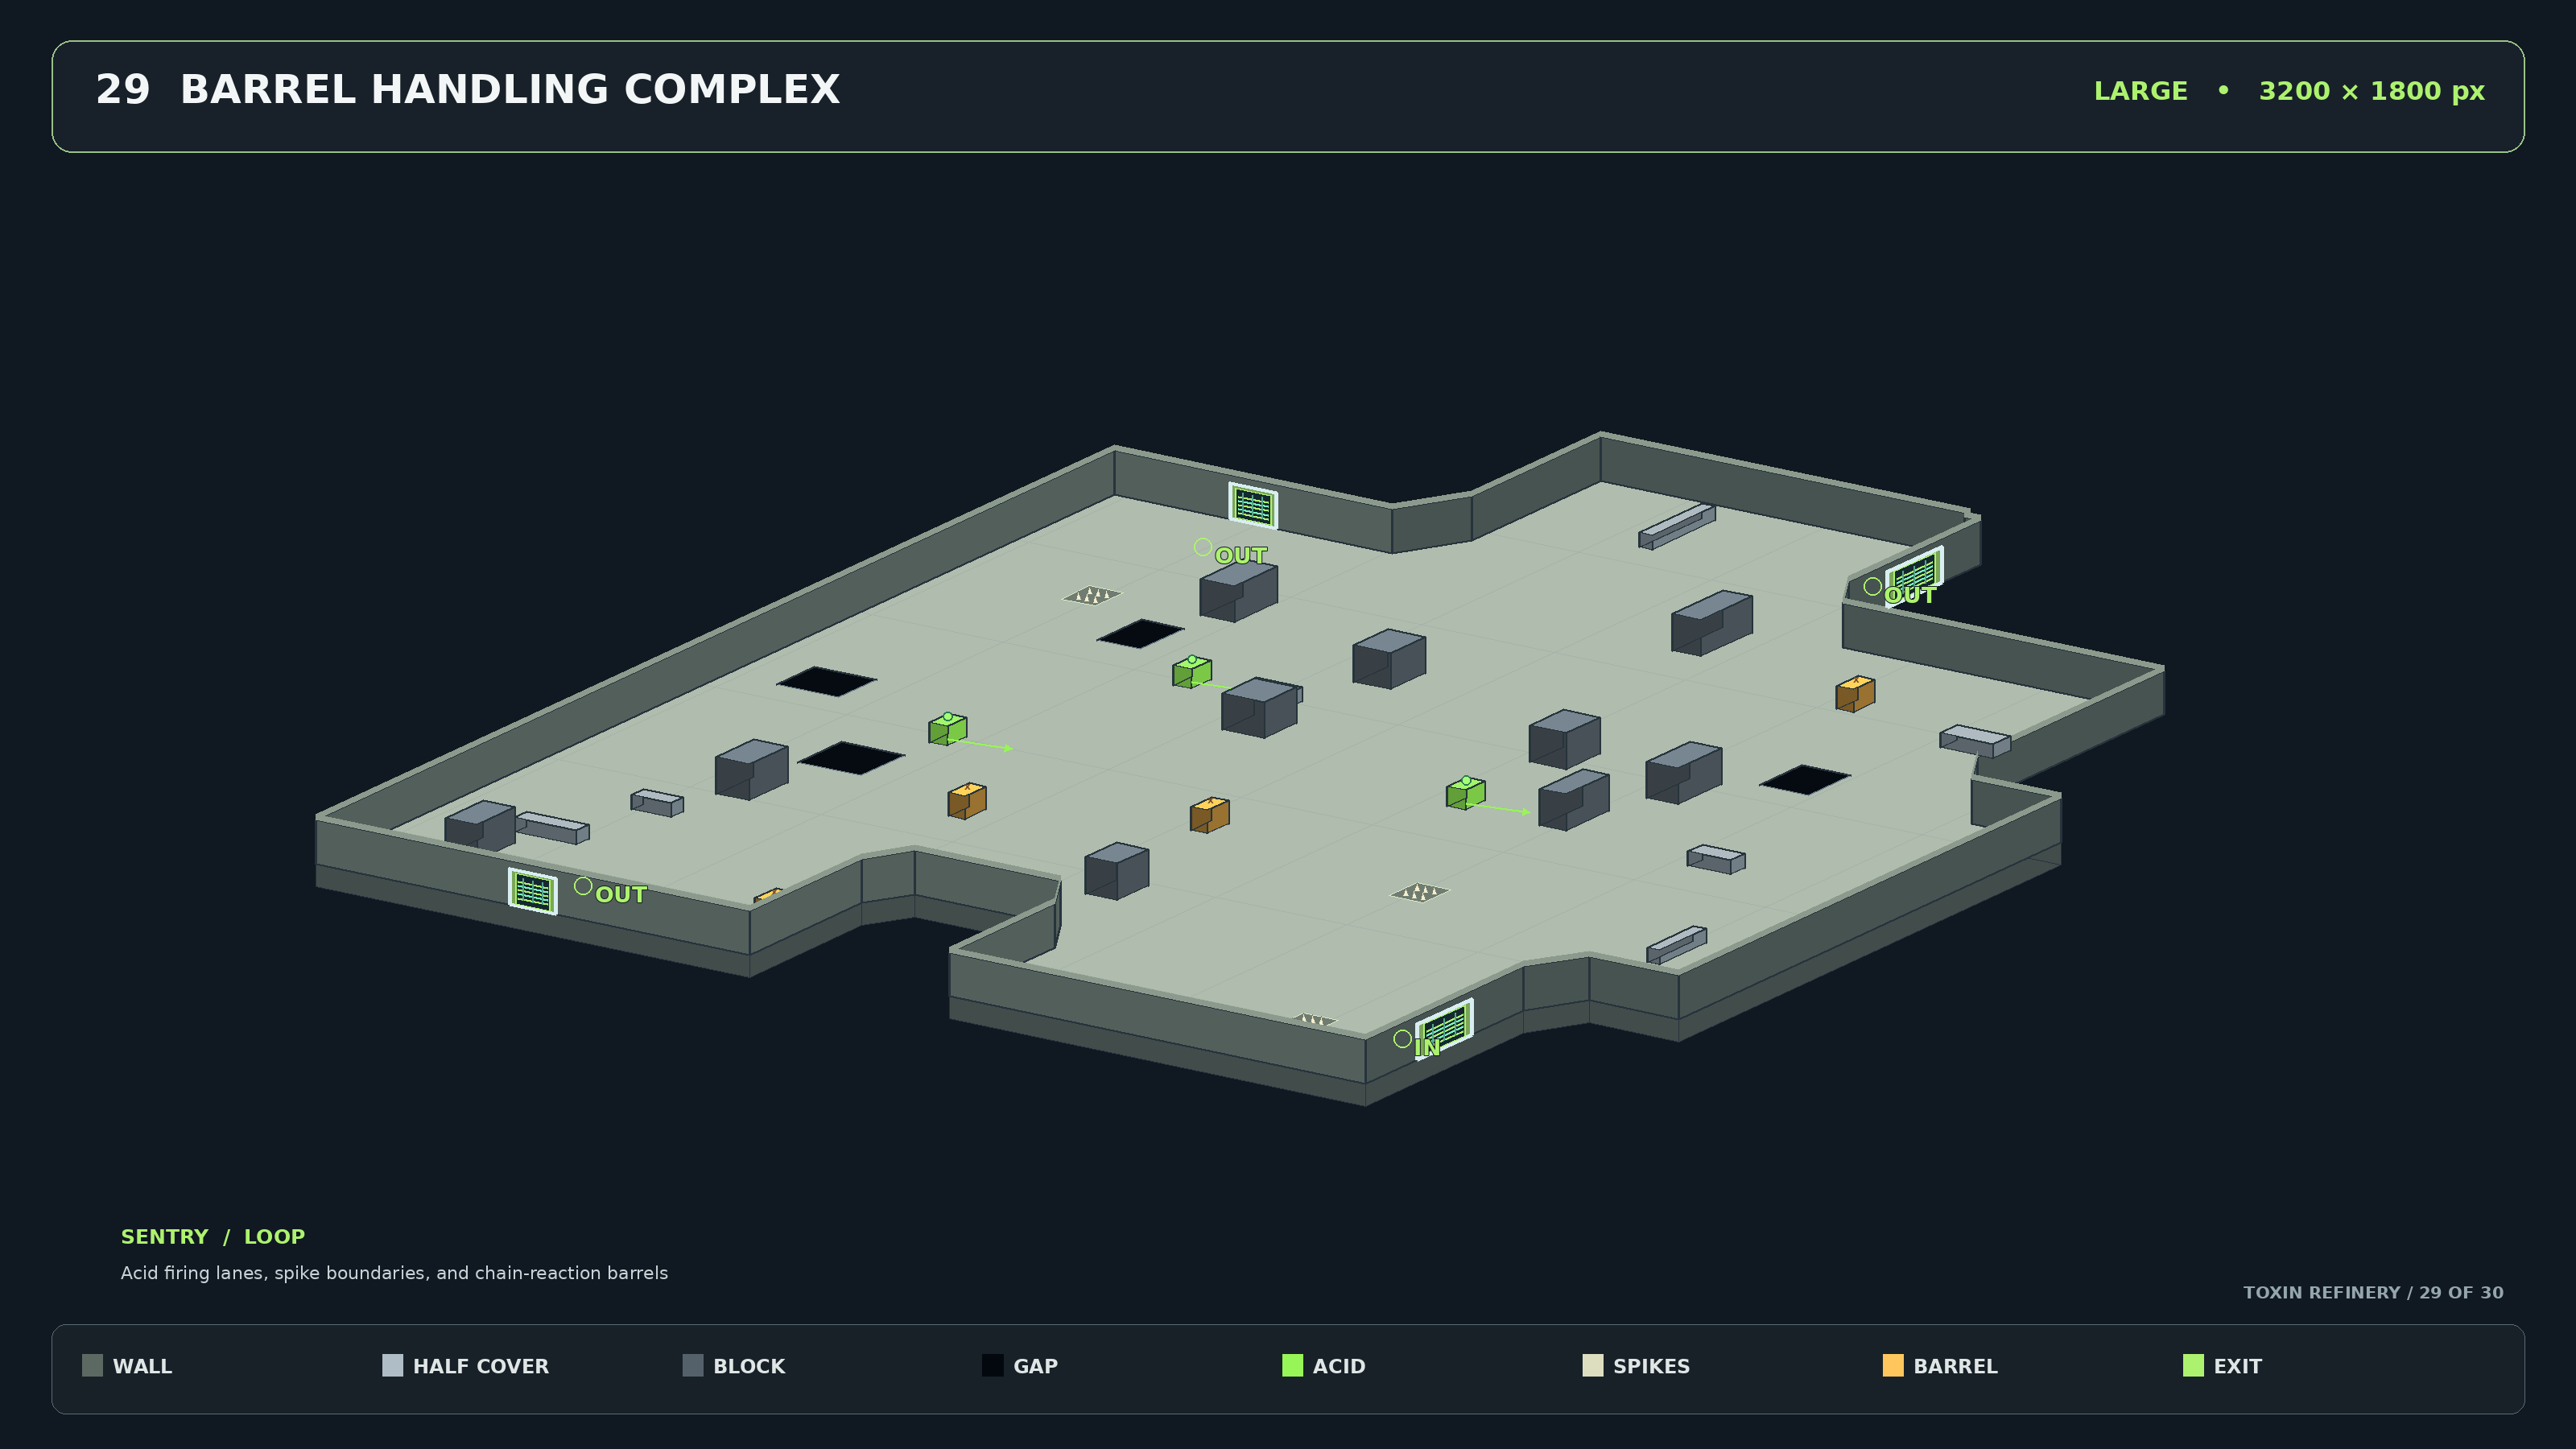 29 BARREL HANDLING COMPLEX
LARGE • 3200 × 1800 px
OUT
OUT
OUT
IN
SENTRY / LOOP
Acid firing lanes, spike boundaries, and chain-reaction barrels
TOXIN REFINERY / 29 OF 30
WALL
HALF COVER
BLOCK
GAP
ACID
SPIKES
BARREL
EXIT